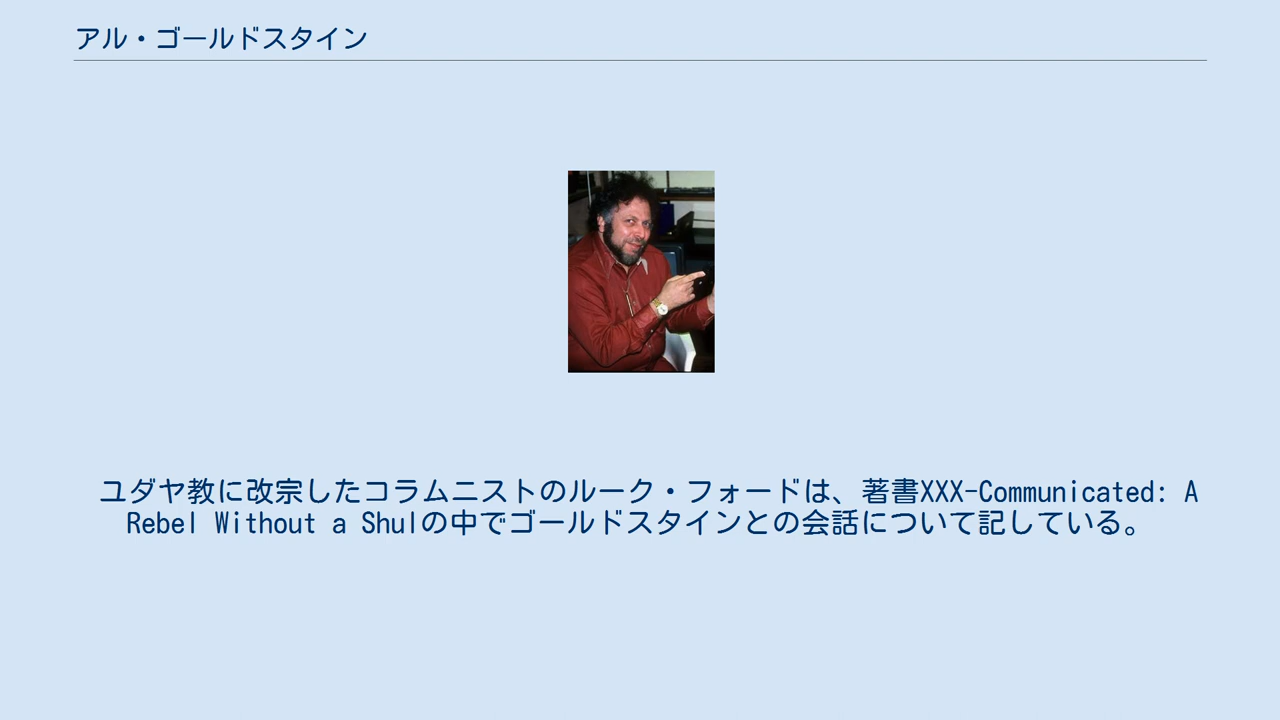 アル・ゴールドスタイン
ユダヤ教に改宗したコラムニストのルーク・フォードは、著書XXX-Communicated: A
Rebel Without a Shulの中でゴールドスタインとの会話について記している。